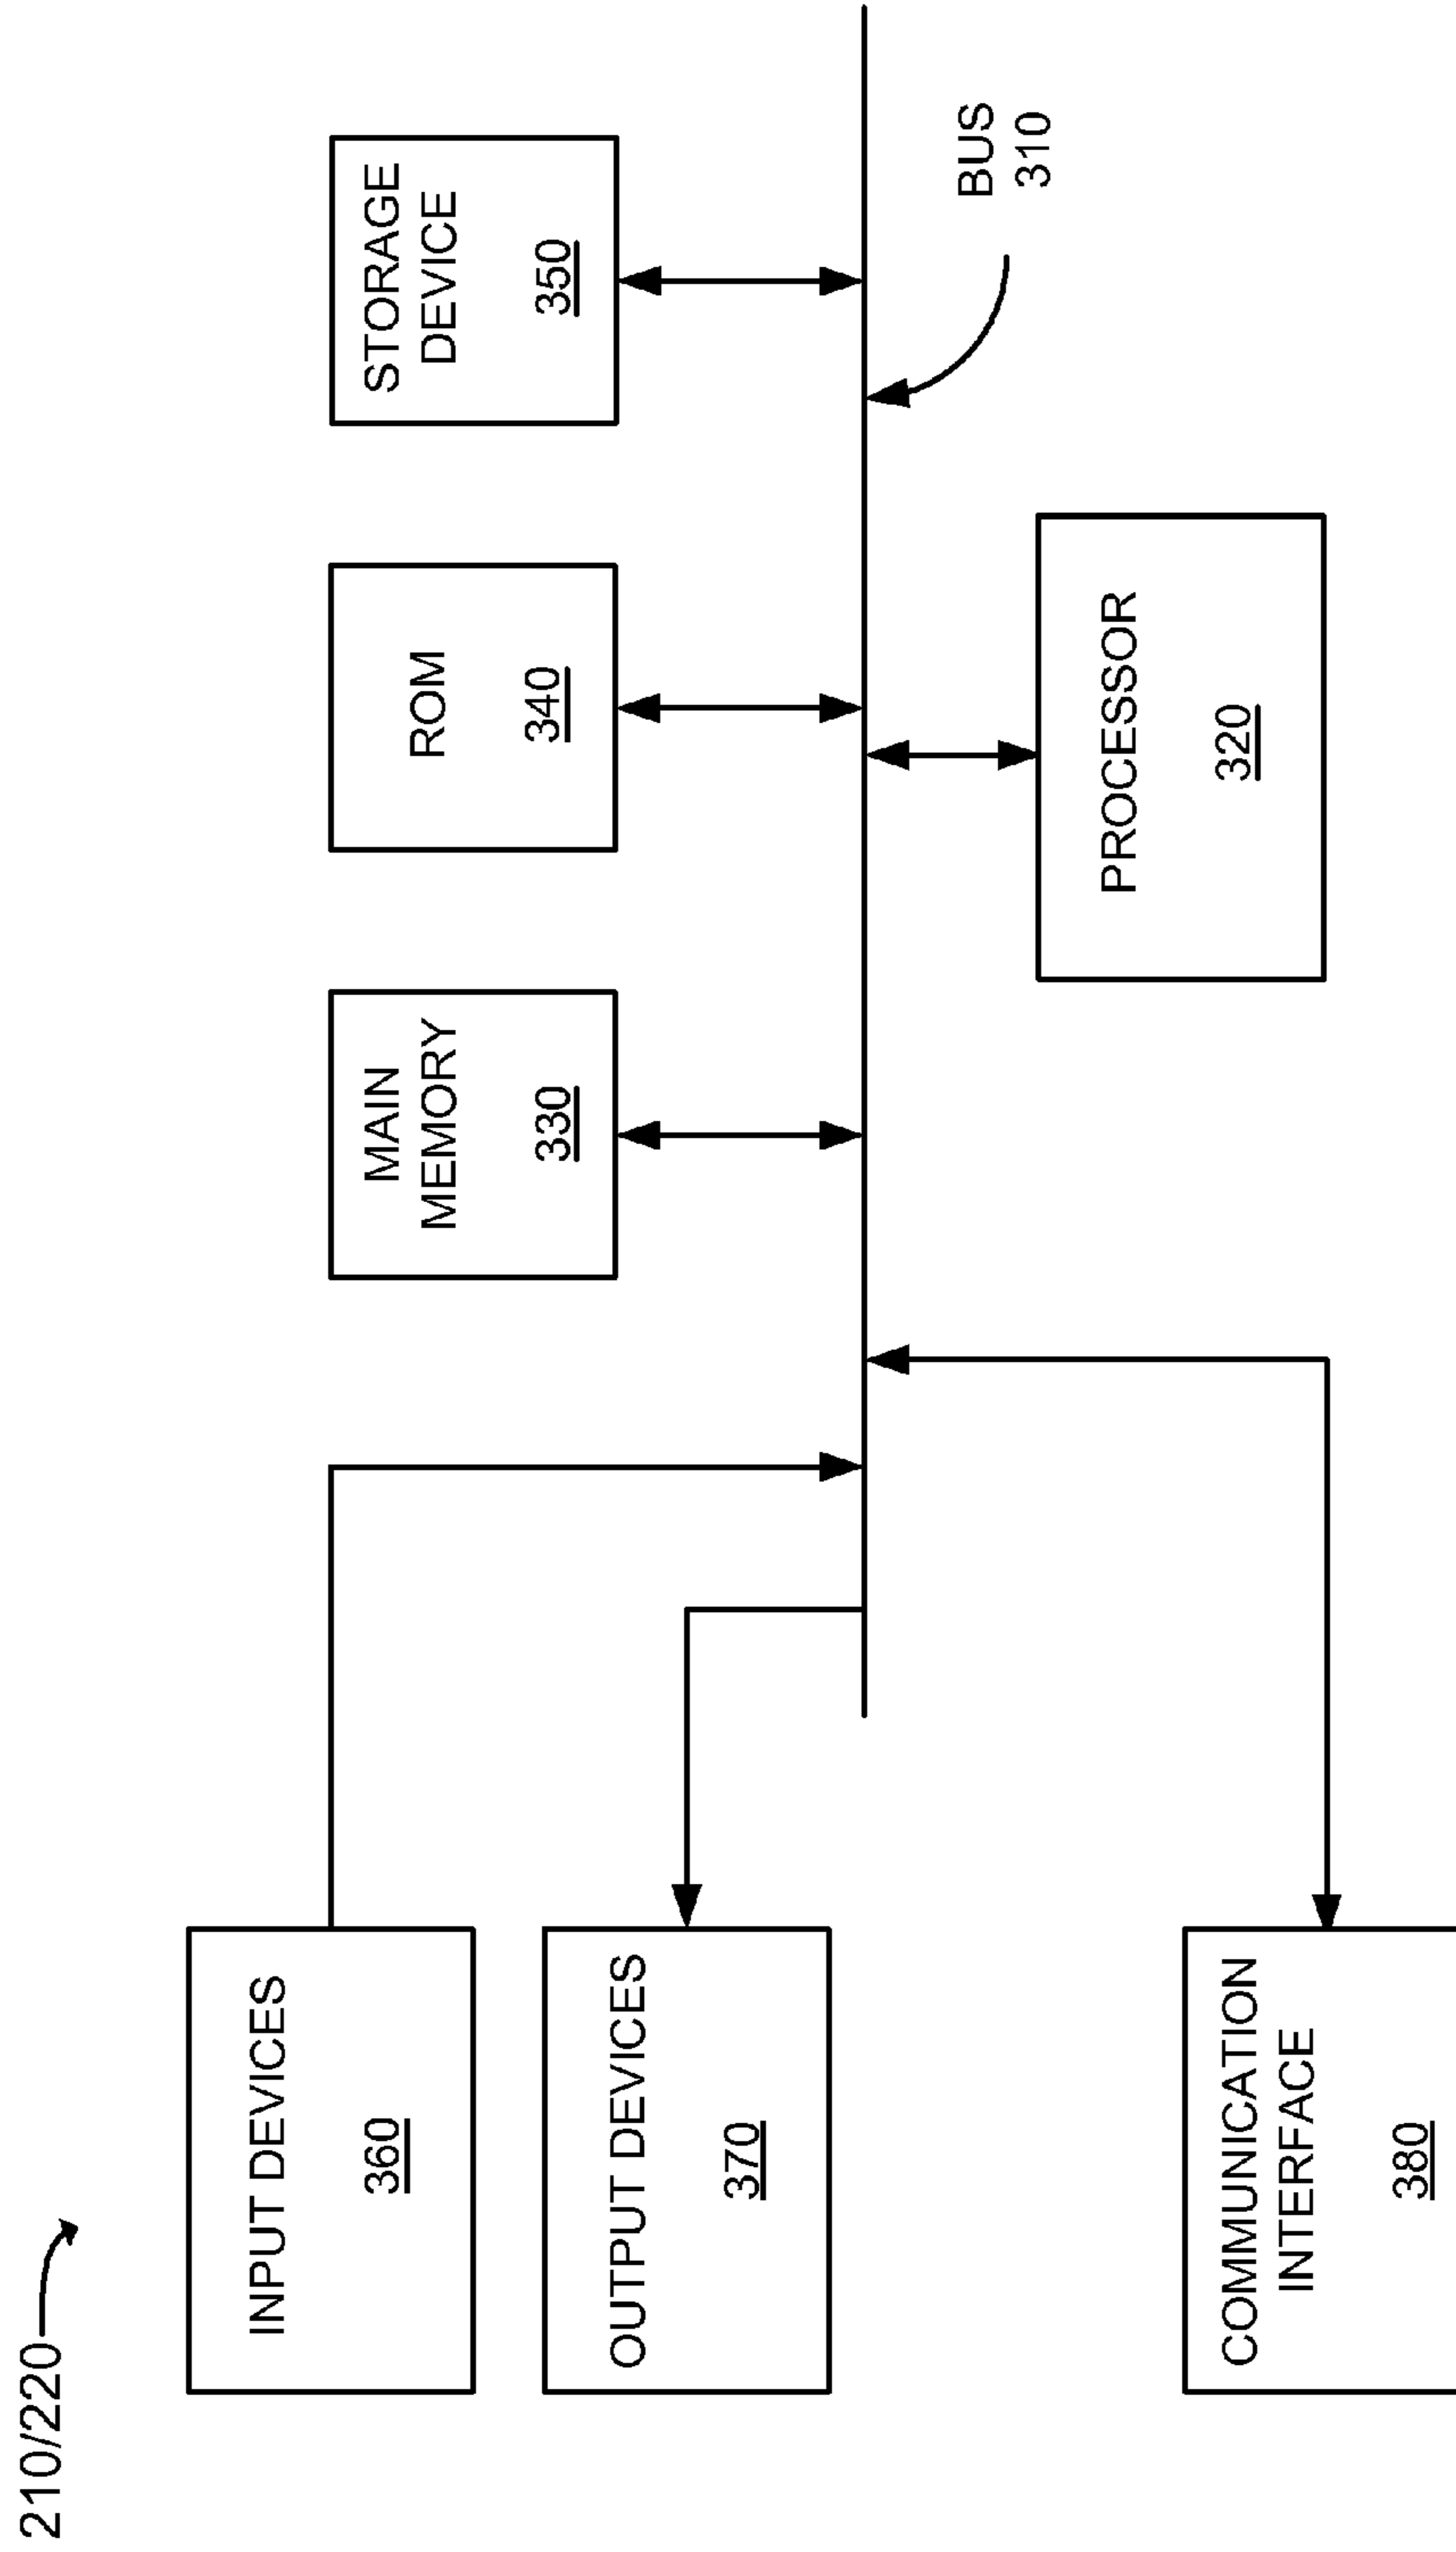 210/220
INPUT DEVICES
360
OUTPUT DEVICES
370
COMMUNICATION
INTERFACE
380
MAIN
MEMORY
330
ROM
340
STORAGE
DEVICE
350
PROCESSOR
320
BUS
310